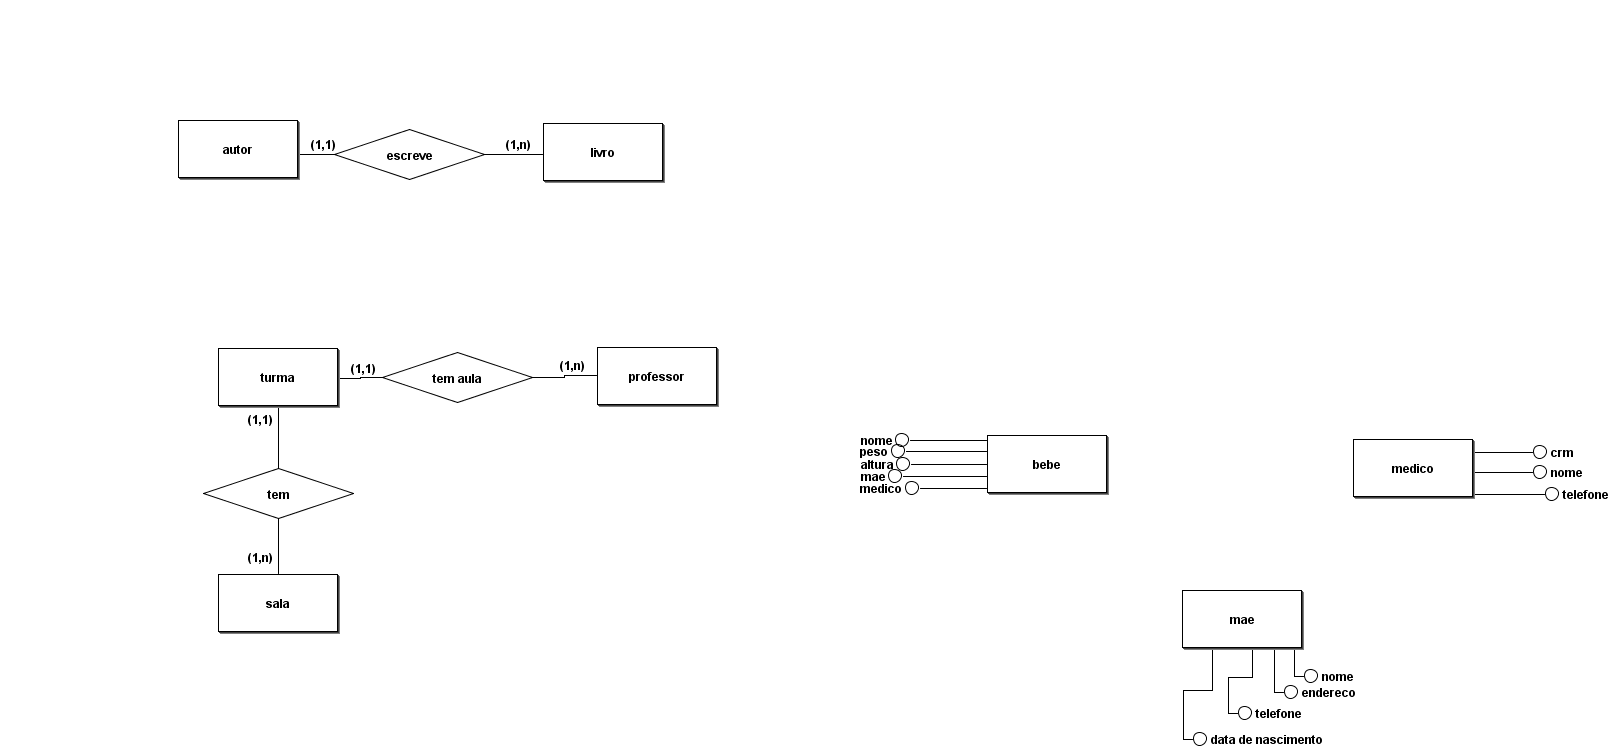 autor
(1,1)
escreve
(1,n)
livro
turma
(1,1)
tem aula
(1,n)
professor
(1,1)
tem
(1,n)
sala
nome
peso
altura
mae
medico
bebe
medico
crm
nome
telefone
mae
nome
endereco
telefone
data de nascimento